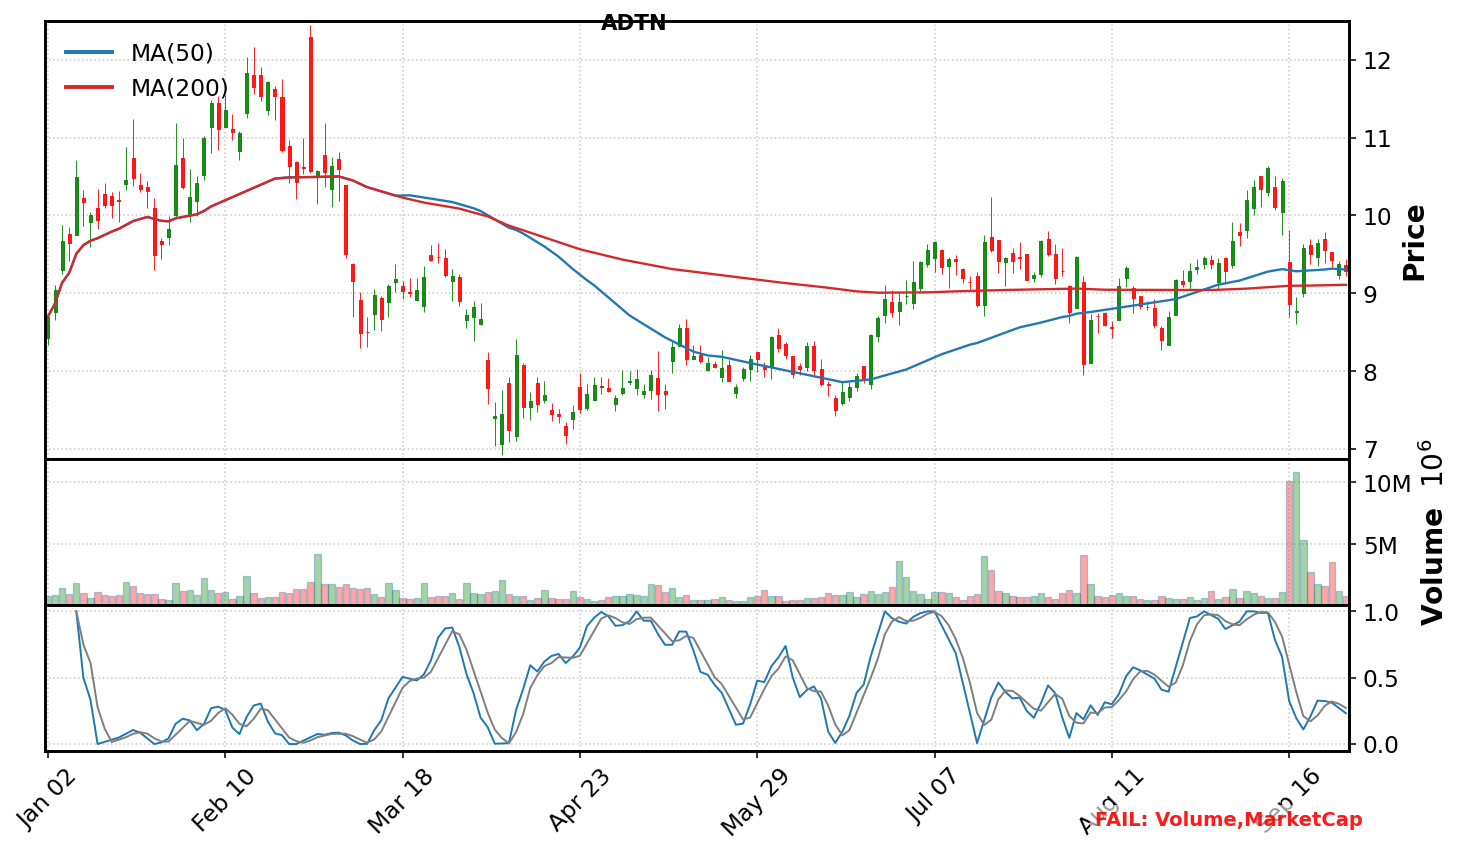 ADTN
MA(50)
MA(200)
12
11
10
9
8
7
Price
10M
5M
Volume 10^6
1.0
0.5
0.0
Jan 02
Feb 10
Mar 18
Apr 23
May 29
Jul 07
Aug 11
Sep 16
FAIL: Volume,MarketCap